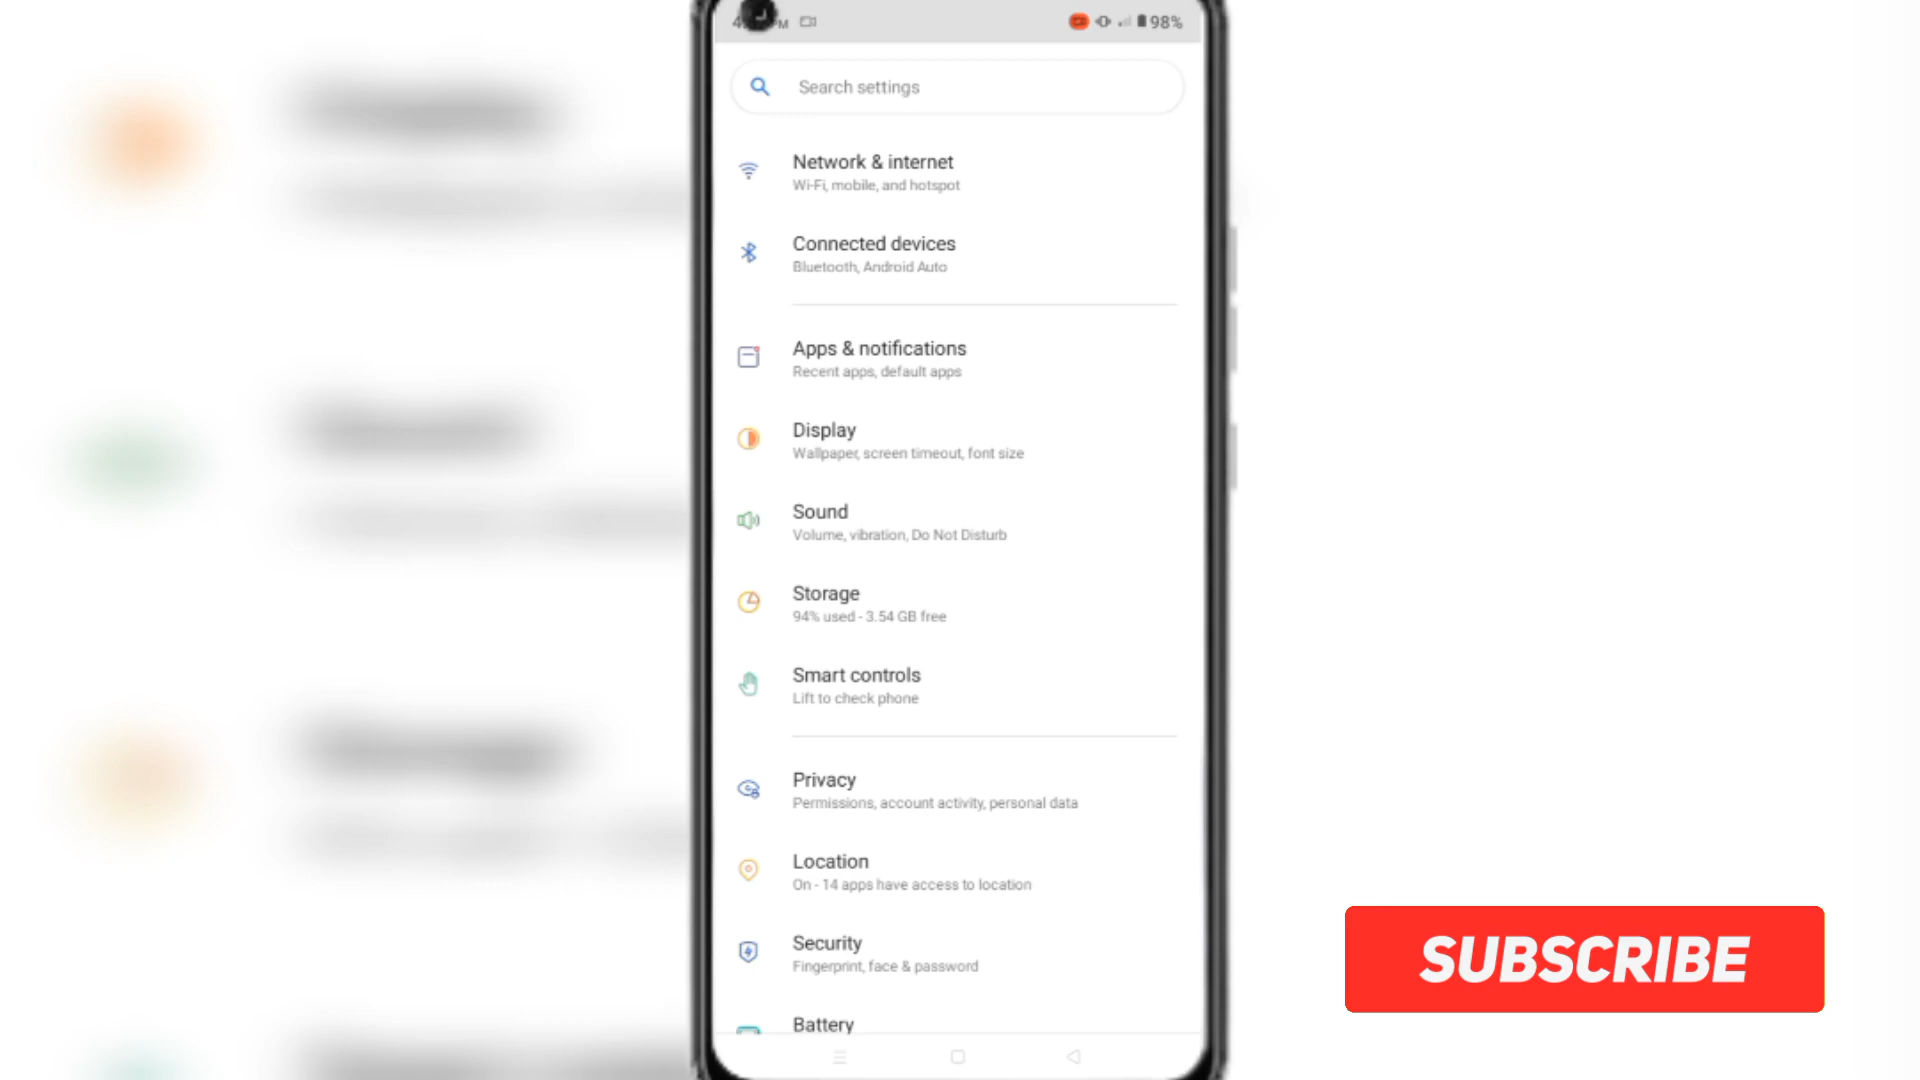 98%
Search settings
Network & internet
Wi-Fi, mobile, and hotspot
Connected devices
Bluetooth, Android Auto
Apps & notifications
Recent apps, default apps
Display
Wallpaper, screen timeout, font size
Sound
Volume, vibration, Do Not Disturb
Storage
94% used - 3.54 GB free
Smart controls
Lift to check phone
Privacy
Permissions, account activity, personal data
Location
On - 14 apps have access to location
Security
Fingerprint, face & password
Battery
SUBSCRIBE